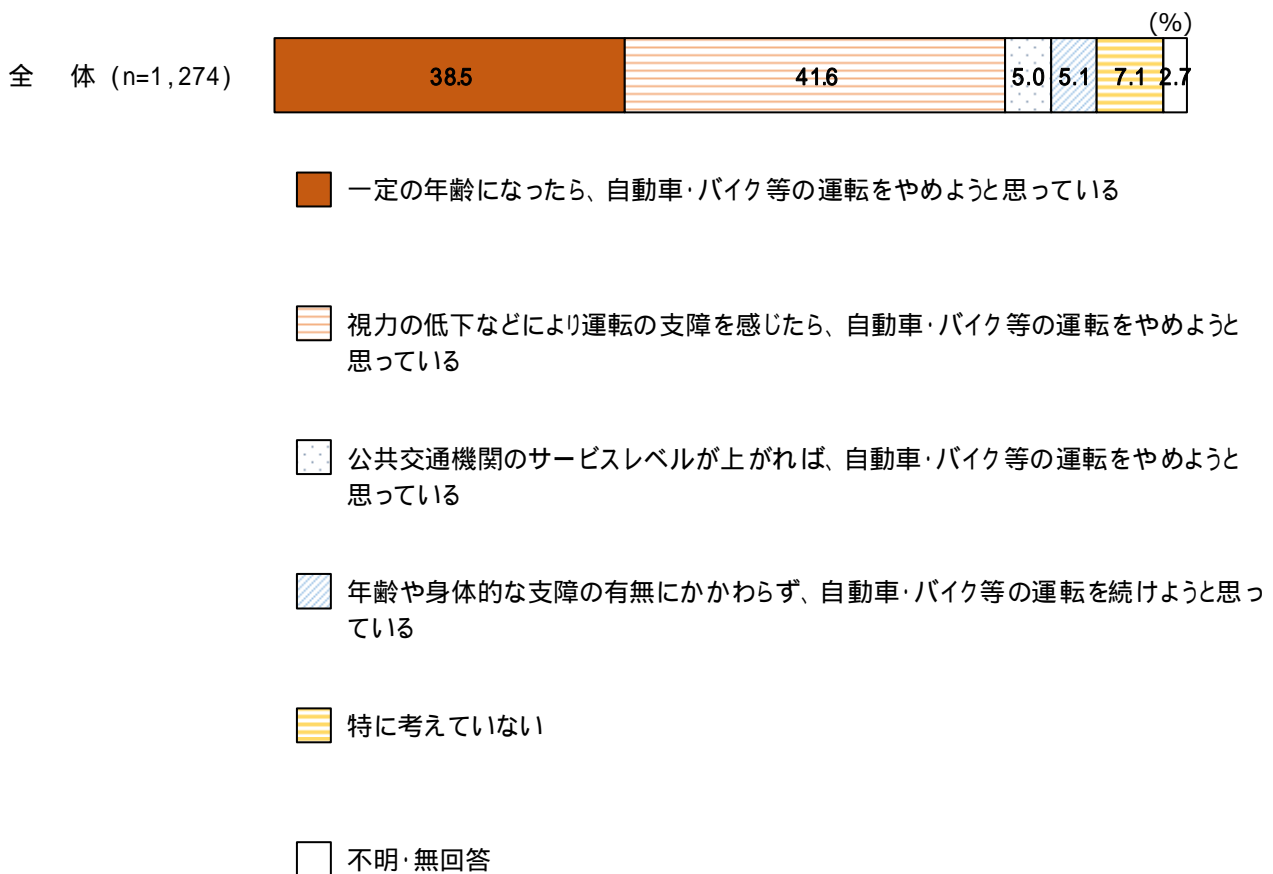 (%)
全 体 (n=1,274)
38.5 41.6 5.0 5.1 7.1 2.7
一定の年齢になったら、自動車・バイク等の運転をやめようと思っている
視力の低下などにより運転の支障を感じたら、自動車・バイク等の運転をやめようと
思っている
公共交通機関のサービスレベルが上がれば、自動車・バイク等の運転をやめようと
思っている
年齢や身体的な支障の有無にかかわらず、自動車・バイク等の運転を続けようと思っ
ている
特に考えていない
不明・無回答